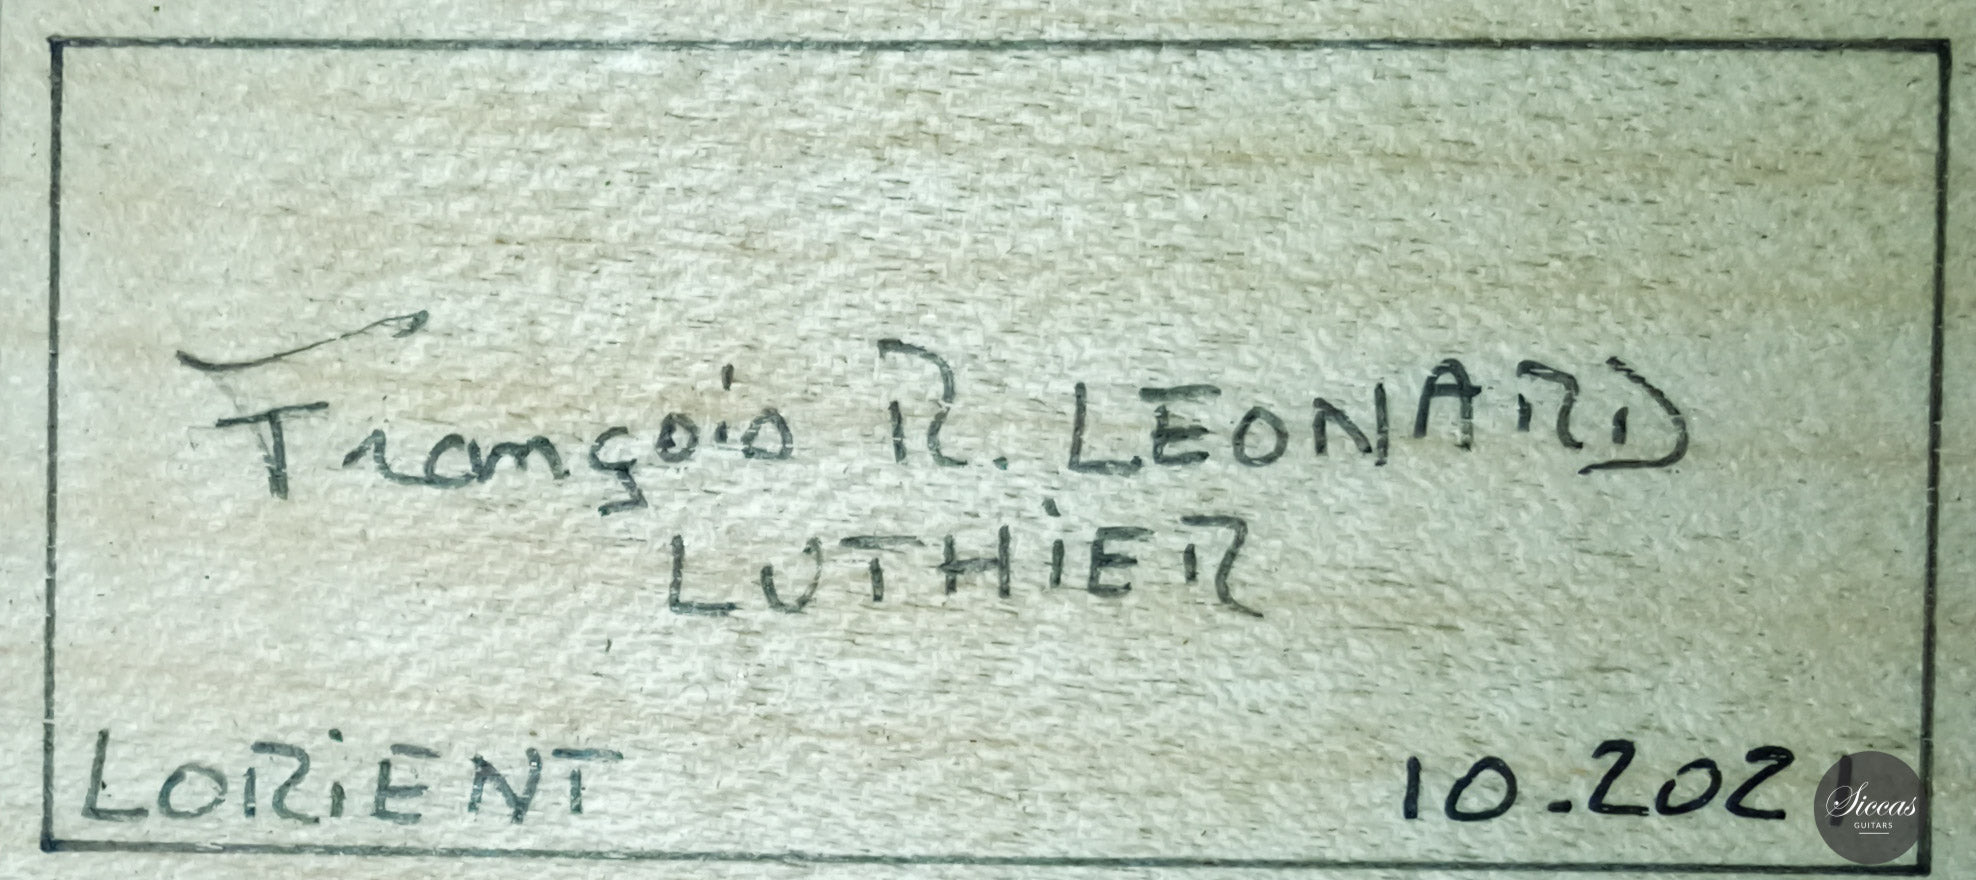 François R. LEONARD
LUTHiER
LORiENT 10.2021
Siccas
GUITARS